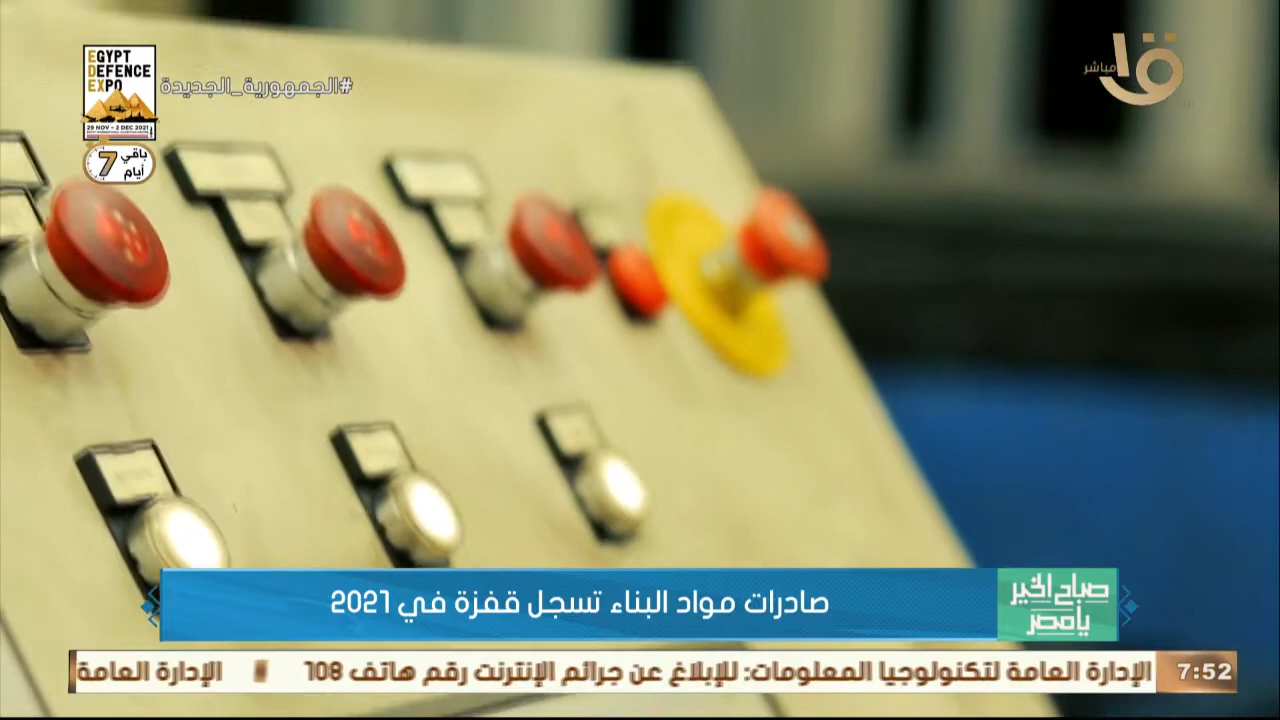 EGYPT
DEFENCE
EXPO
29 NOV - 2 DEC 2021
باقي
7
أيام
#الجمهورية_الجديدة
مباشر
صادرات مواد البناء تسجل قفزة في 2021
صباح الخير
يا مصر
الإدارة العامة لتكنولوجيا المعلومات: للإبلاغ عن جرائم الإنترنت رقم هاتف 108 الإدارة العامة
7:52